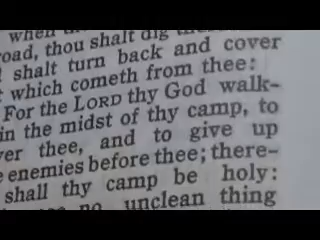 when
road, thou shalt dig
shalt turn back and cover
which cometh from thee:
For the LORD thy God walk-
in the midst of thy camp, to
thee, and to give up
enemies before thee; there-
shall thy camp be holy:
no unclean thing